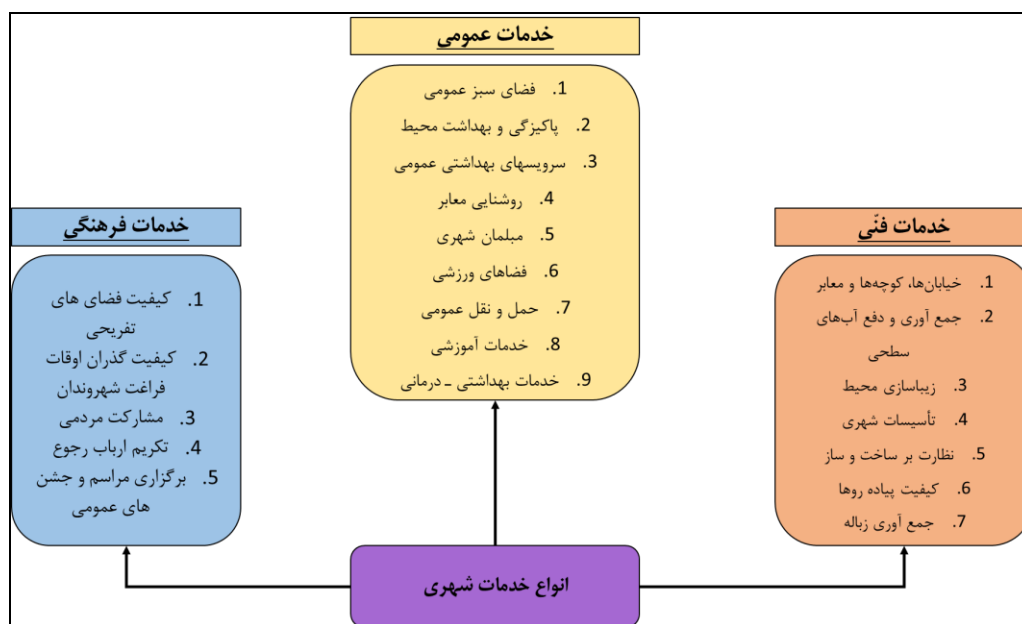 خدمات عمومی
1. فضای سبز عمومی
2. پاکیزگی و بهداشت محیط
3. سرویسهای بهداشتی عمومی
4. روشنایی معابر
5. مبلمان شهری
6. فضاهای ورزشی
7. حمل و نقل عمومی
8. خدمات آموزشی
9. خدمات بهداشتی ـ درمانی
خدمات فنّی
1. خیابان‌ها، کوچه‌ها و معابر
2. جمع آوری و دفع آب‌های
سطحی
3. زیباسازی محیط
4. تأسیسات شهری
5. نظارت بر ساخت و ساز
6. کیفیت پیاده روها
7. جمع آوری زباله
خدمات فرهنگی
1. کیفیت فضای های
تفریحی
2. کیفیت گذران اوقات
فراغت شهروندان
3. مشارکت مردمی
4. تکریم ارباب رجوع
5. برگزاری مراسم و جشن
های عمومی
انواع خدمات شهری